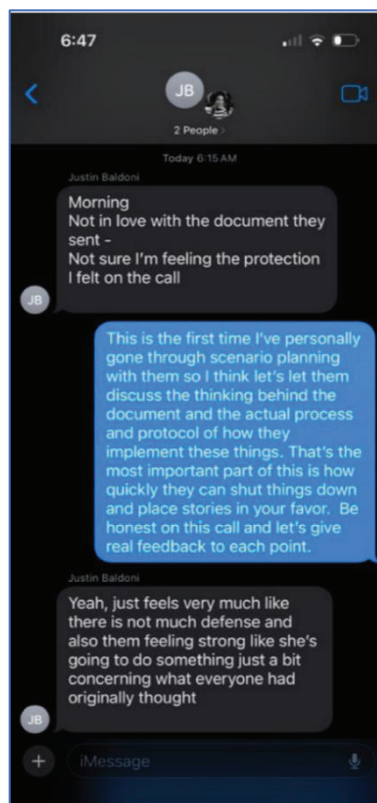 6:47
JB
2 People
Today 6:15 AM
Justin Baldoni
Morning
Not in love with the document they
sent -
Not sure I'm feeling the protection
I felt on the call
JB
This is the first time I've personally
gone through scenario planning
with them so I think let's let them
discuss the thinking behind the
document and the actual process
and protocol of how they
implement these things. That's the
most important part of this is how
quickly they can shut things down
and place stories in your favor.  Be
honest on this call and let's give
real feedback to each point.
Justin Baldoni
Yeah, just feels very much like
there is not much defense and
also them feeling strong like she's
going to do something just a bit
concerning what everyone had
originally thought
JB
iMessage